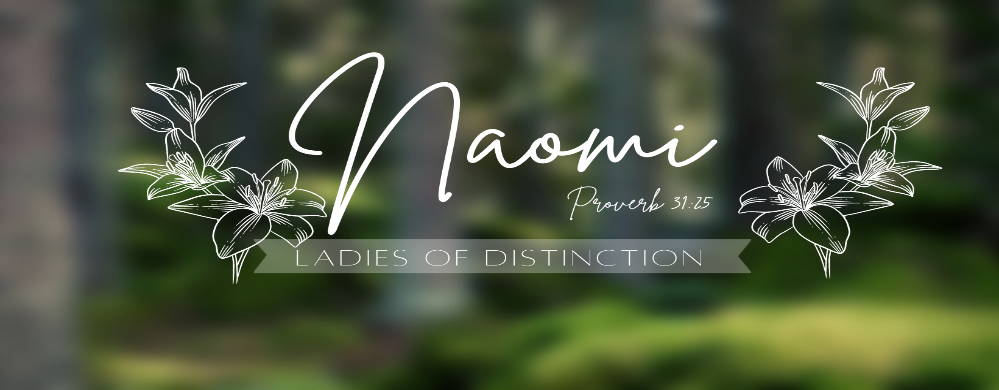 Naomi
Proverb 31:25
LADIES OF DISTINCTION